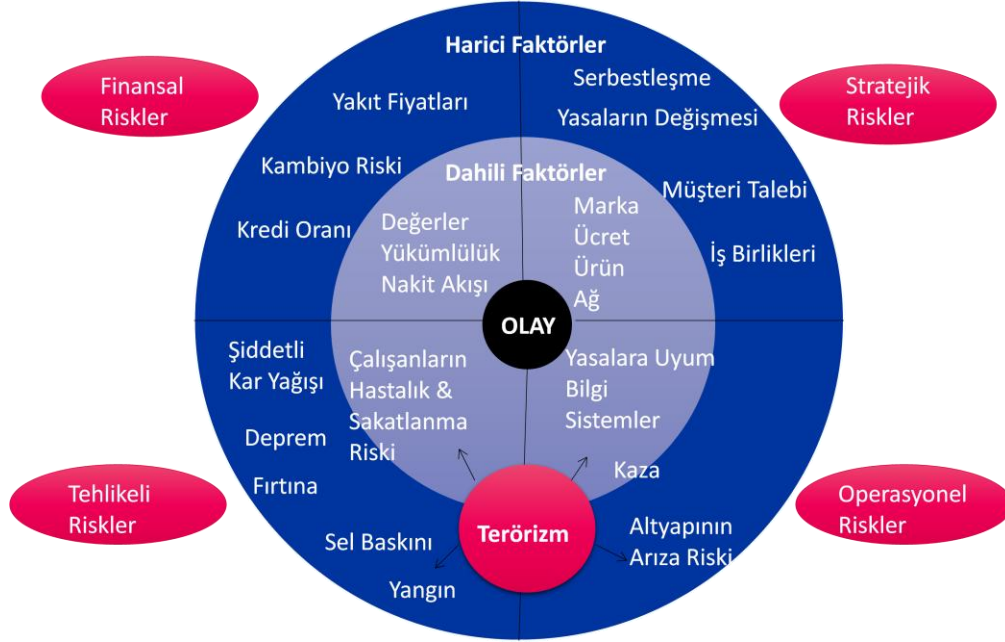 Harici Faktörler
Finansal
Riskler
Yakıt Fiyatları
Kambiyo Riski
Kredi Oranı
Serbestleşme
Yasaların Değişmesi
Müşteri Talebi
İş Birlikleri
Stratejik
Riskler
Dahili Faktörler
Değerler
Yükümlülük
Nakit Akışı
Marka
Ücret
Ürün
Ağ
OLAY
Şiddetli
Kar Yağışı
Deprem
Fırtına
Sel Baskını
Yangın
Çalışanların
Hastalık &
Sakatlanma
Riski
Yasalara Uyum
Bilgi
Sistemler
Kaza
Altyapının
Arıza Riski
Tehlikeli
Riskler
Terörizm
Operasyonel
Riskler